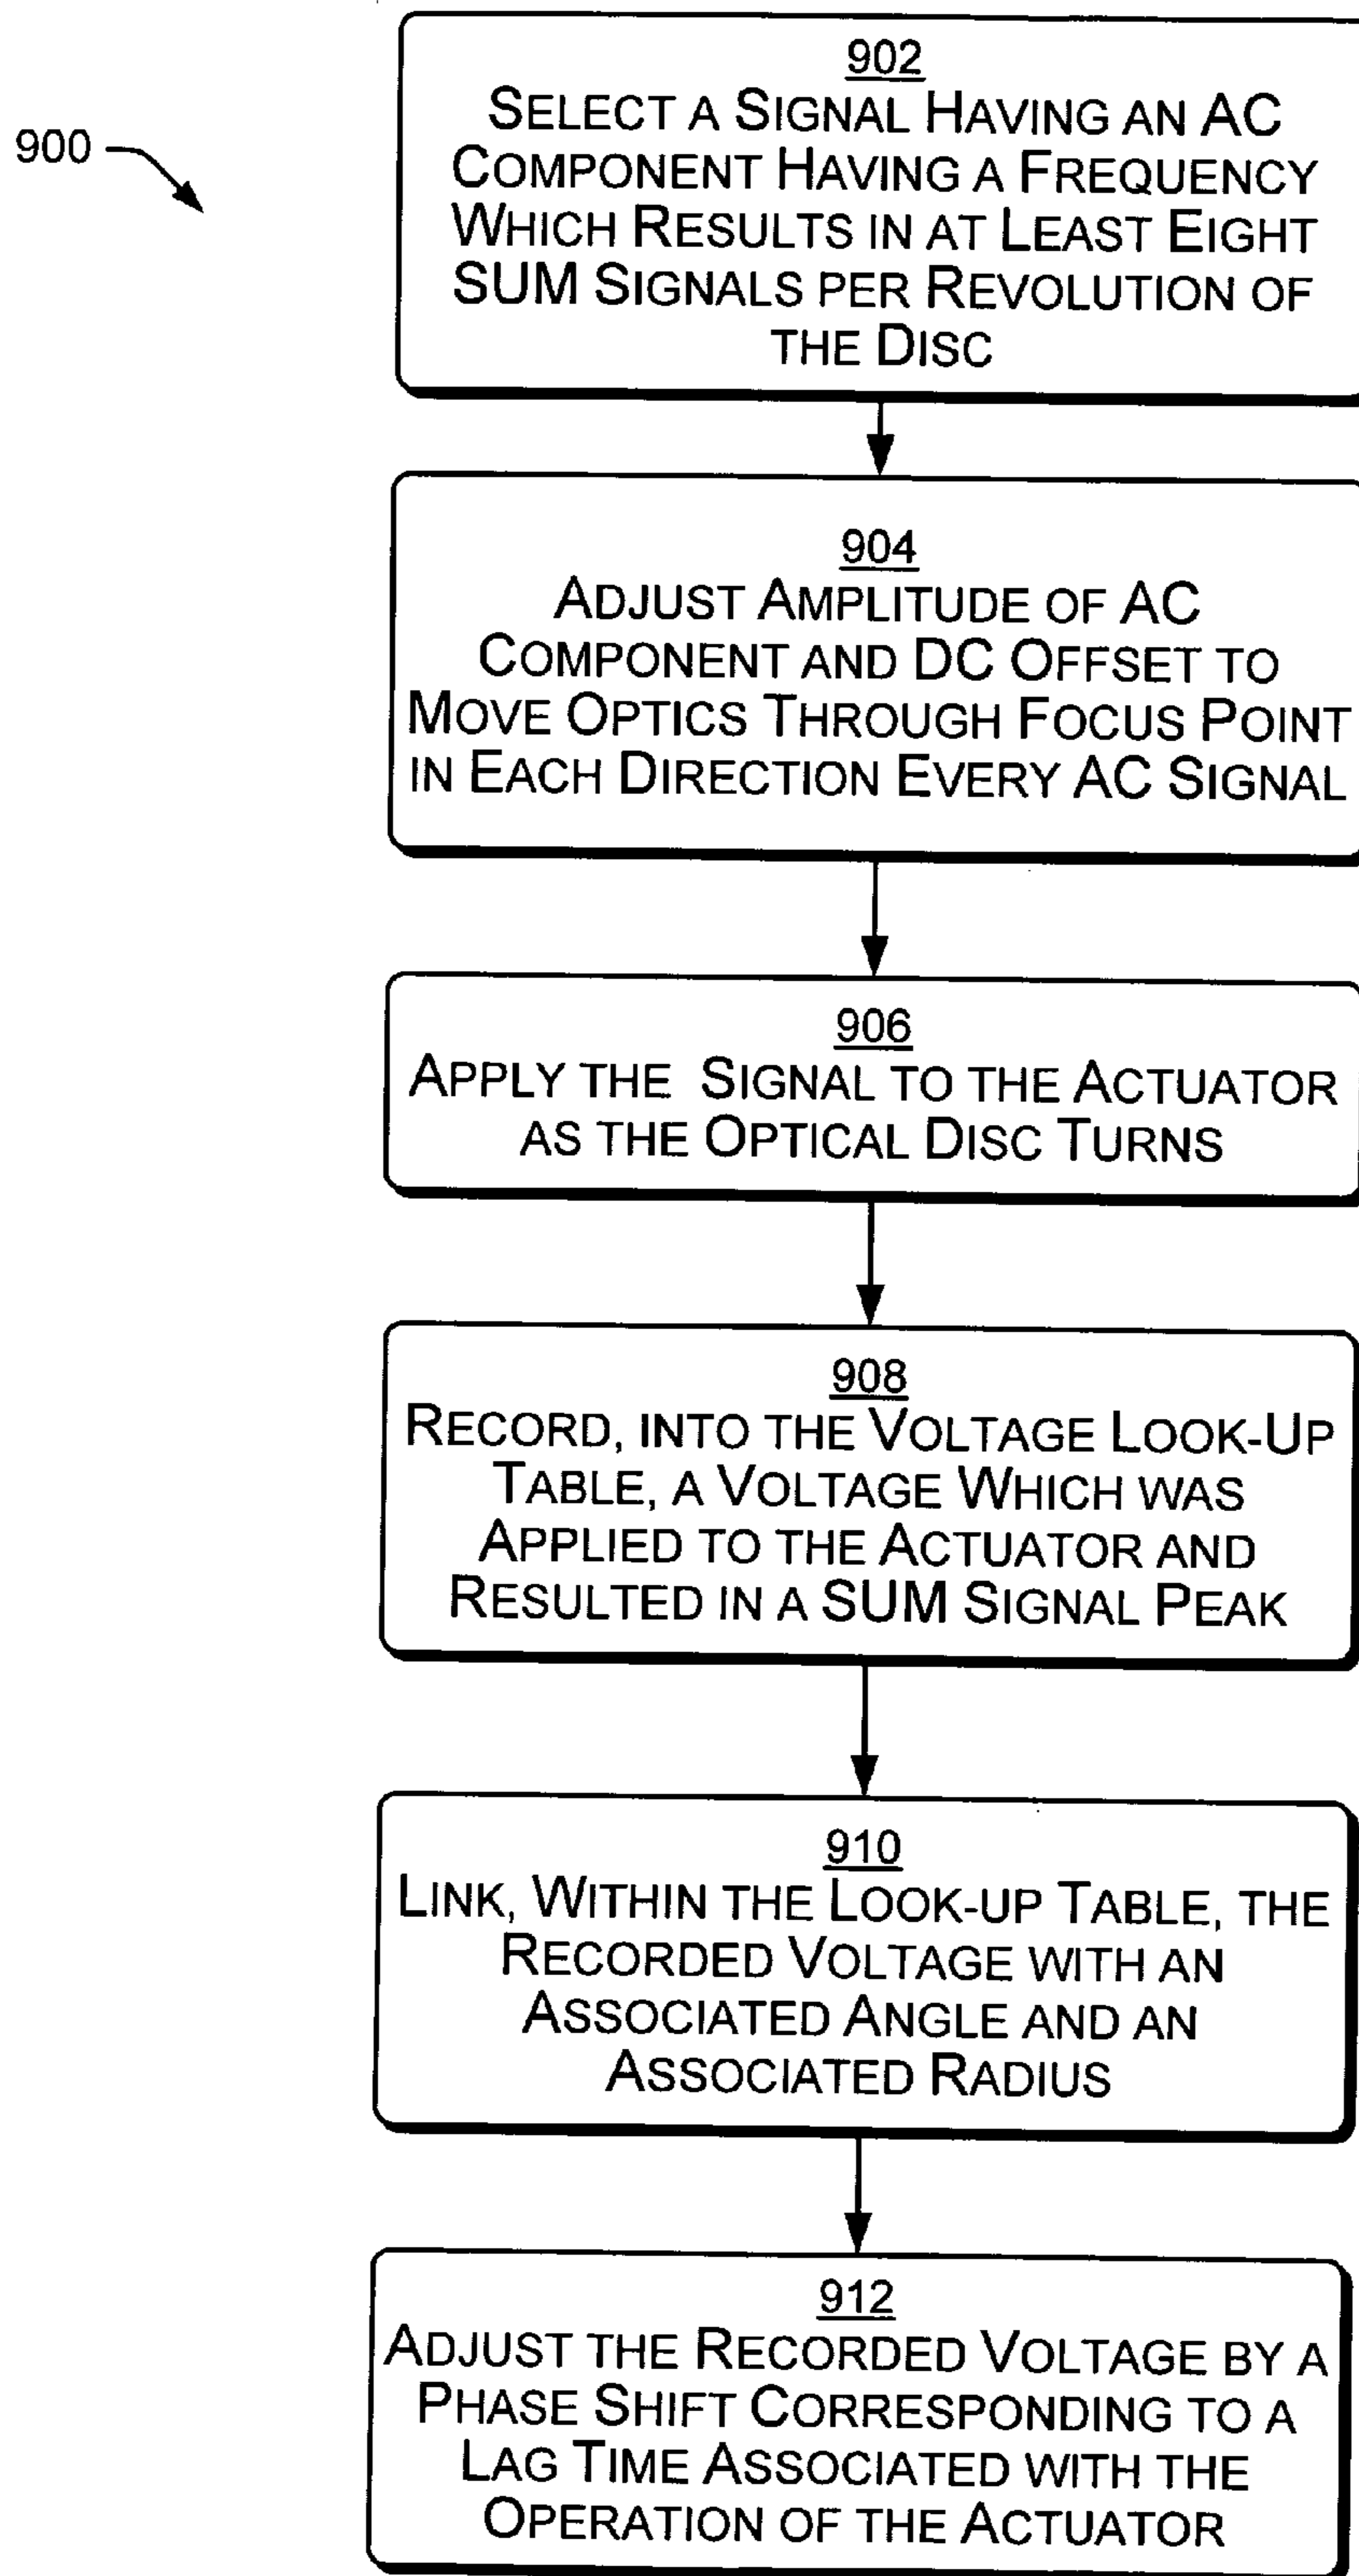 900
902
SELECT A SIGNAL HAVING AN AC
COMPONENT HAVING A FREQUENCY
WHICH RESULTS IN AT LEAST EIGHT
SUM SIGNALS PER REVOLUTION OF
THE DISC
904
ADJUST AMPLITUDE OF AC
COMPONENT AND DC OFFSET TO
MOVE OPTICS THROUGH FOCUS POINT
IN EACH DIRECTION EVERY AC SIGNAL
906
APPLY THE SIGNAL TO THE ACTUATOR
AS THE OPTICAL DISC TURNS
908
RECORD, INTO THE VOLTAGE LOOK-UP
TABLE, A VOLTAGE WHICH WAS
APPLIED TO THE ACTUATOR AND
RESULTED IN A SUM SIGNAL PEAK
910
LINK, WITHIN THE LOOK-UP TABLE, THE
RECORDED VOLTAGE WITH AN
ASSOCIATED ANGLE AND AN
ASSOCIATED RADIUS
912
ADJUST THE RECORDED VOLTAGE BY A
PHASE SHIFT CORRESPONDING TO A
LAG TIME ASSOCIATED WITH THE
OPERATION OF THE ACTUATOR